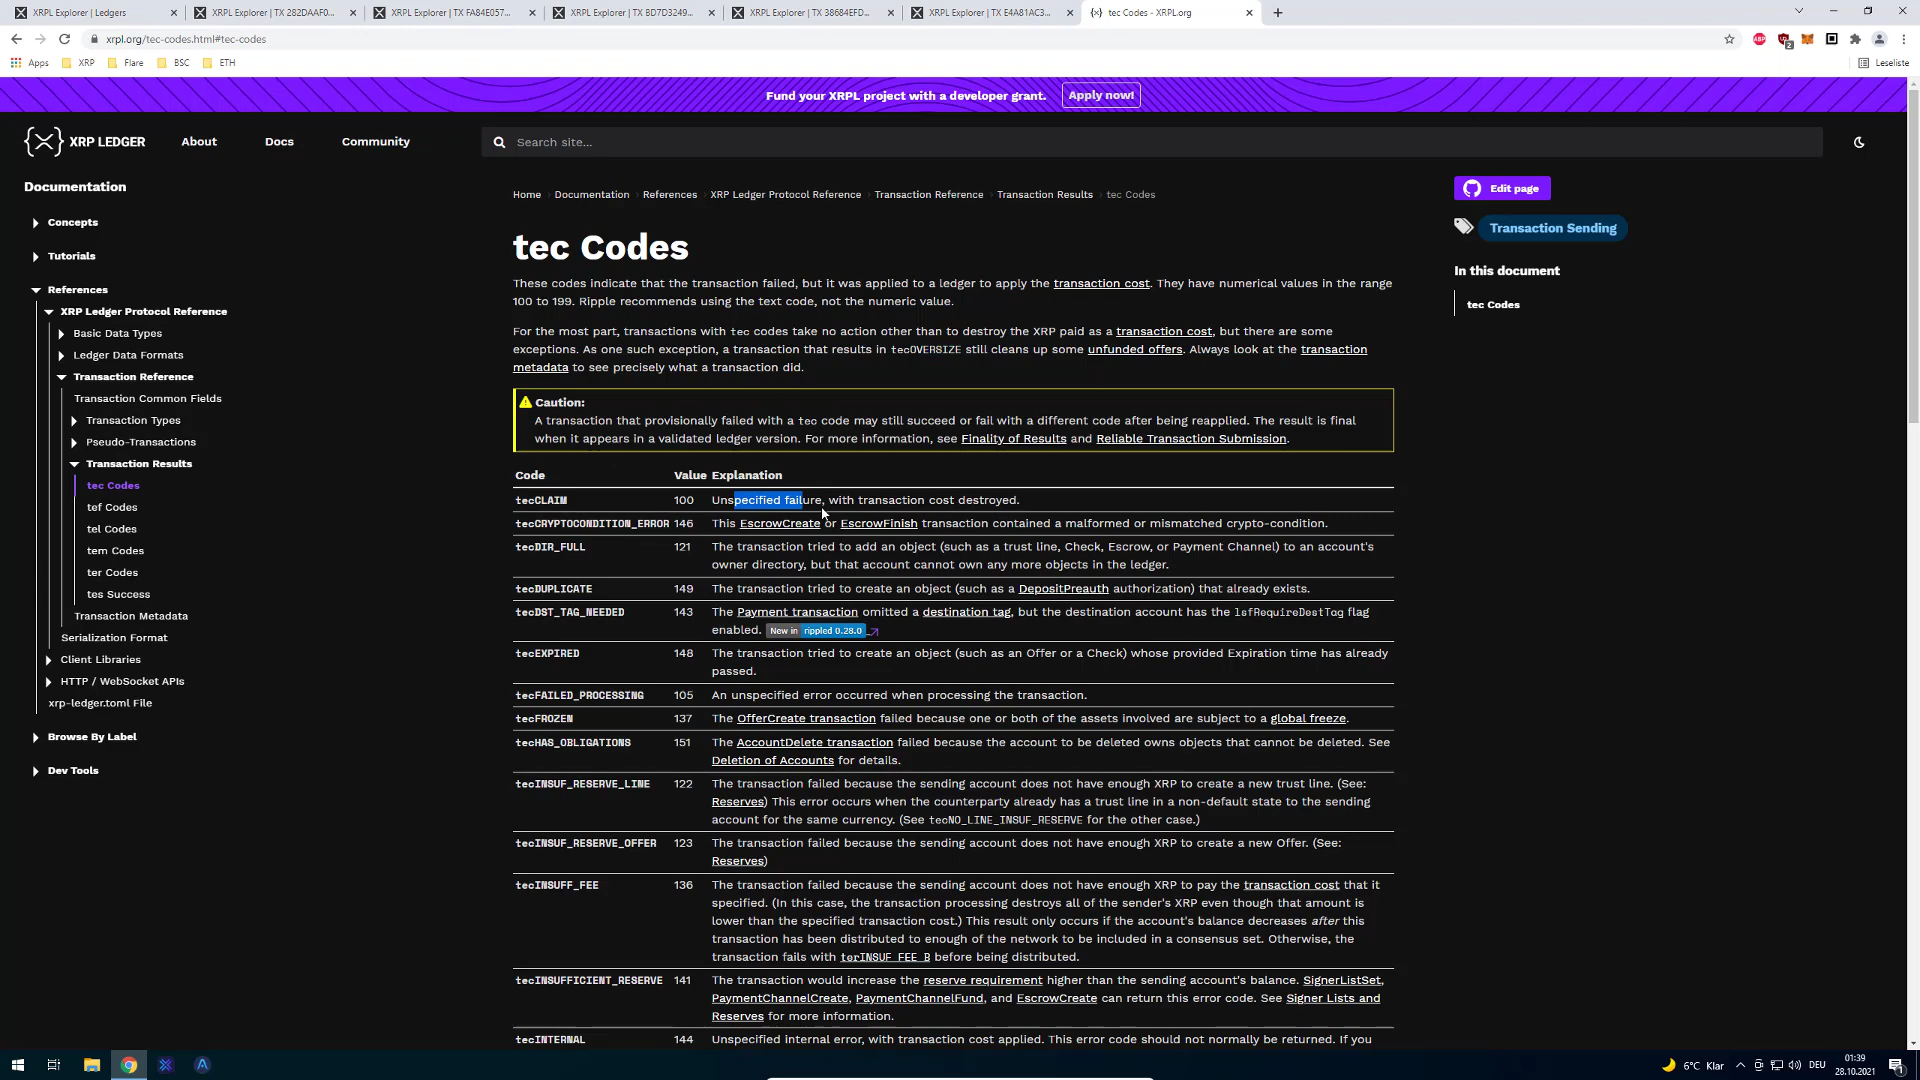 XRPL Explorer | Ledgers
XRPL Explorer | TX 282DAAF0...
XRPL Explorer | TX FA84E057...
XRPL Explorer | TX BD7D3249...
XRPL Explorer | TX 38684EFD...
XRPL Explorer | TX E4A81AC3...
tec Codes - XRPL.org
xrpl.org/tec-codes.html#tec-codes
ABP
2
Apps
XRP
Flare
BSC
ETH
Leseliste
Fund your XRPL project with a developer grant.
Apply now!
XRP LEDGER
About
Docs
Community
Search site...
Documentation
Concepts
Tutorials
References
XRP Ledger Protocol Reference
Basic Data Types
Ledger Data Formats
Transaction Reference
Transaction Common Fields
Transaction Types
Pseudo-Transactions
Transaction Results
tec Codes
tef Codes
tel Codes
tem Codes
ter Codes
tes Success
Transaction Metadata
Serialization Format
Client Libraries
HTTP / WebSocket APIs
xrp-ledger.toml File
Browse By Label
Dev Tools
Home Documentation References XRP Ledger Protocol Reference Transaction Reference Transaction Results tec Codes
tec Codes
These codes indicate that the transaction failed, but it was applied to a ledger to apply the transaction cost. They have numerical values in the range
100 to 199. Ripple recommends using the text code, not the numeric value.
For the most part, transactions with tec codes take no action other than to destroy the XRP paid as a transaction cost, but there are some
exceptions. As one such exception, a transaction that results in tecOVERSIZE still cleans up some unfunded offers. Always look at the transaction
metadata to see precisely what a transaction did.
Caution:
A transaction that provisionally failed with a tec code may still succeed or fail with a different code after being reapplied. The result is final
when it appears in a validated ledger version. For more information, see Finality of Results and Reliable Transaction Submission.
Code Value Explanation
tecCLAIM 100 Unspecified failure, with transaction cost destroyed.
tecCRYPTOCONDITION_ERROR 146 This EscrowCreate or EscrowFinish transaction contained a malformed or mismatched crypto-condition.
tecDIR_FULL 121 The transaction tried to add an object (such as a trust line, Check, Escrow, or Payment Channel) to an account's
owner directory, but that account cannot own any more objects in the ledger.
tecDUPLICATE 149 The transaction tried to create an object (such as a DepositPreauth authorization) that already exists.
tecDST_TAG_NEEDED 143 The Payment transaction omitted a destination tag, but the destination account has the lsfRequireDestTag flag
enabled. New in rippled 0.28.0
tecEXPIRED 148 The transaction tried to create an object (such as an Offer or a Check) whose provided Expiration time has already
passed.
tecFAILED_PROCESSING 105 An unspecified error occurred when processing the transaction.
tecFROZEN 137 The OfferCreate transaction failed because one or both of the assets involved are subject to a global freeze.
tecHAS_OBLIGATIONS 151 The AccountDelete transaction failed because the account to be deleted owns objects that cannot be deleted. See
Deletion of Accounts for details.
tecINSUF_RESERVE_LINE 122 The transaction failed because the sending account does not have enough XRP to create a new trust line. (See:
Reserves) This error occurs when the counterparty already has a trust line in a non-default state to the sending
account for the same currency. (See tecNO_LINE_INSUF_RESERVE for the other case.)
tecINSUF_RESERVE_OFFER 123 The transaction failed because the sending account does not have enough XRP to create a new Offer. (See:
Reserves)
tecINSUFF_FEE 136 The transaction failed because the sending account does not have enough XRP to pay the transaction cost that it
specified. (In this case, the transaction processing destroys all of the sender's XRP even though that amount is
lower than the specified transaction cost.) This result only occurs if the account's balance decreases after this
transaction has been distributed to enough of the network to be included in a consensus set. Otherwise, the
transaction fails with terINSUF_FEE_B before being distributed.
tecINSUFFICIENT_RESERVE 141 The transaction would increase the reserve requirement higher than the sending account's balance. SignerListSet,
PaymentChannelCreate, PaymentChannelFund, and EscrowCreate can return this error code. See Signer Lists and
Reserves for more information.
tecINTERNAL 144 Unspecified internal error, with transaction cost applied. This error code should not normally be returned. If you
Edit page
Transaction Sending
In this document
tec Codes
6°C Klar
DEU
01:39
28.10.2021
1